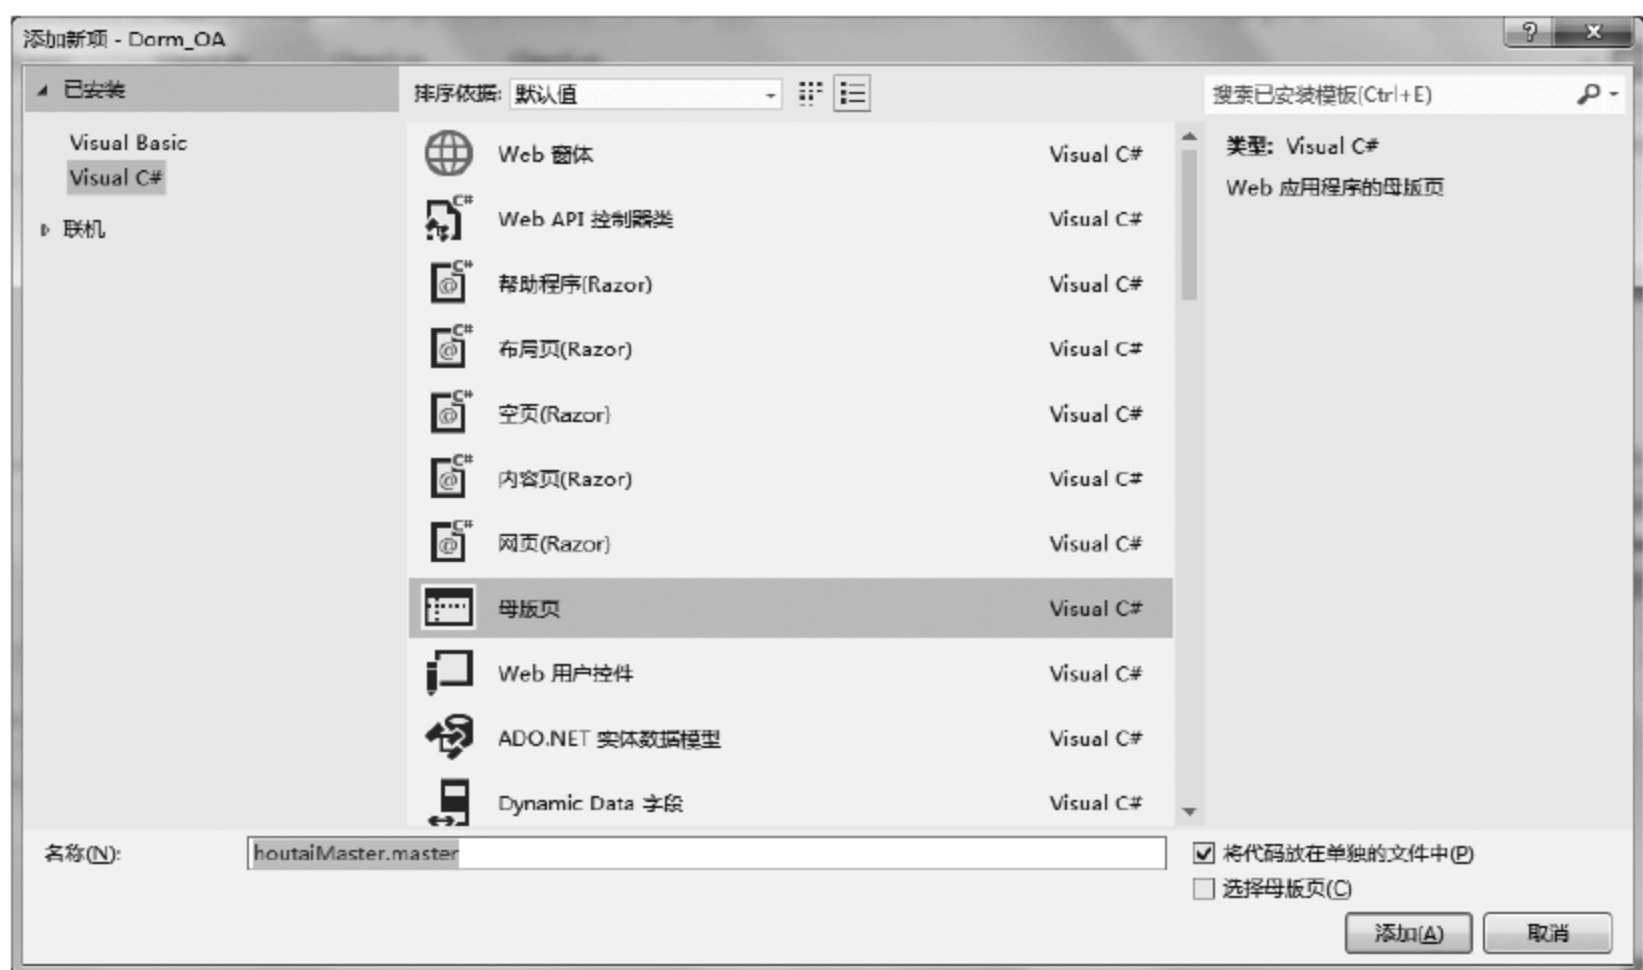 添加新项 - Dorm_OA
已安装
Visual Basic
Visual C#
联机
排序依据: 默认值
Web 窗体 Visual C#
Web API 控制器类 Visual C#
帮助程序(Razor) Visual C#
布局页(Razor) Visual C#
空页(Razor) Visual C#
内容页(Razor) Visual C#
网页(Razor) Visual C#
母版页 Visual C#
Web 用户控件 Visual C#
ADO.NET 实体数据模型 Visual C#
Dynamic Data 字段 Visual C#
搜索已安装模板(Ctrl+E)
类型: Visual C#
Web 应用程序的母版页
名称(N): houtaiMaster.master
将代码放在单独的文件中(P)
选择母版页(C)
添加(A) 取消